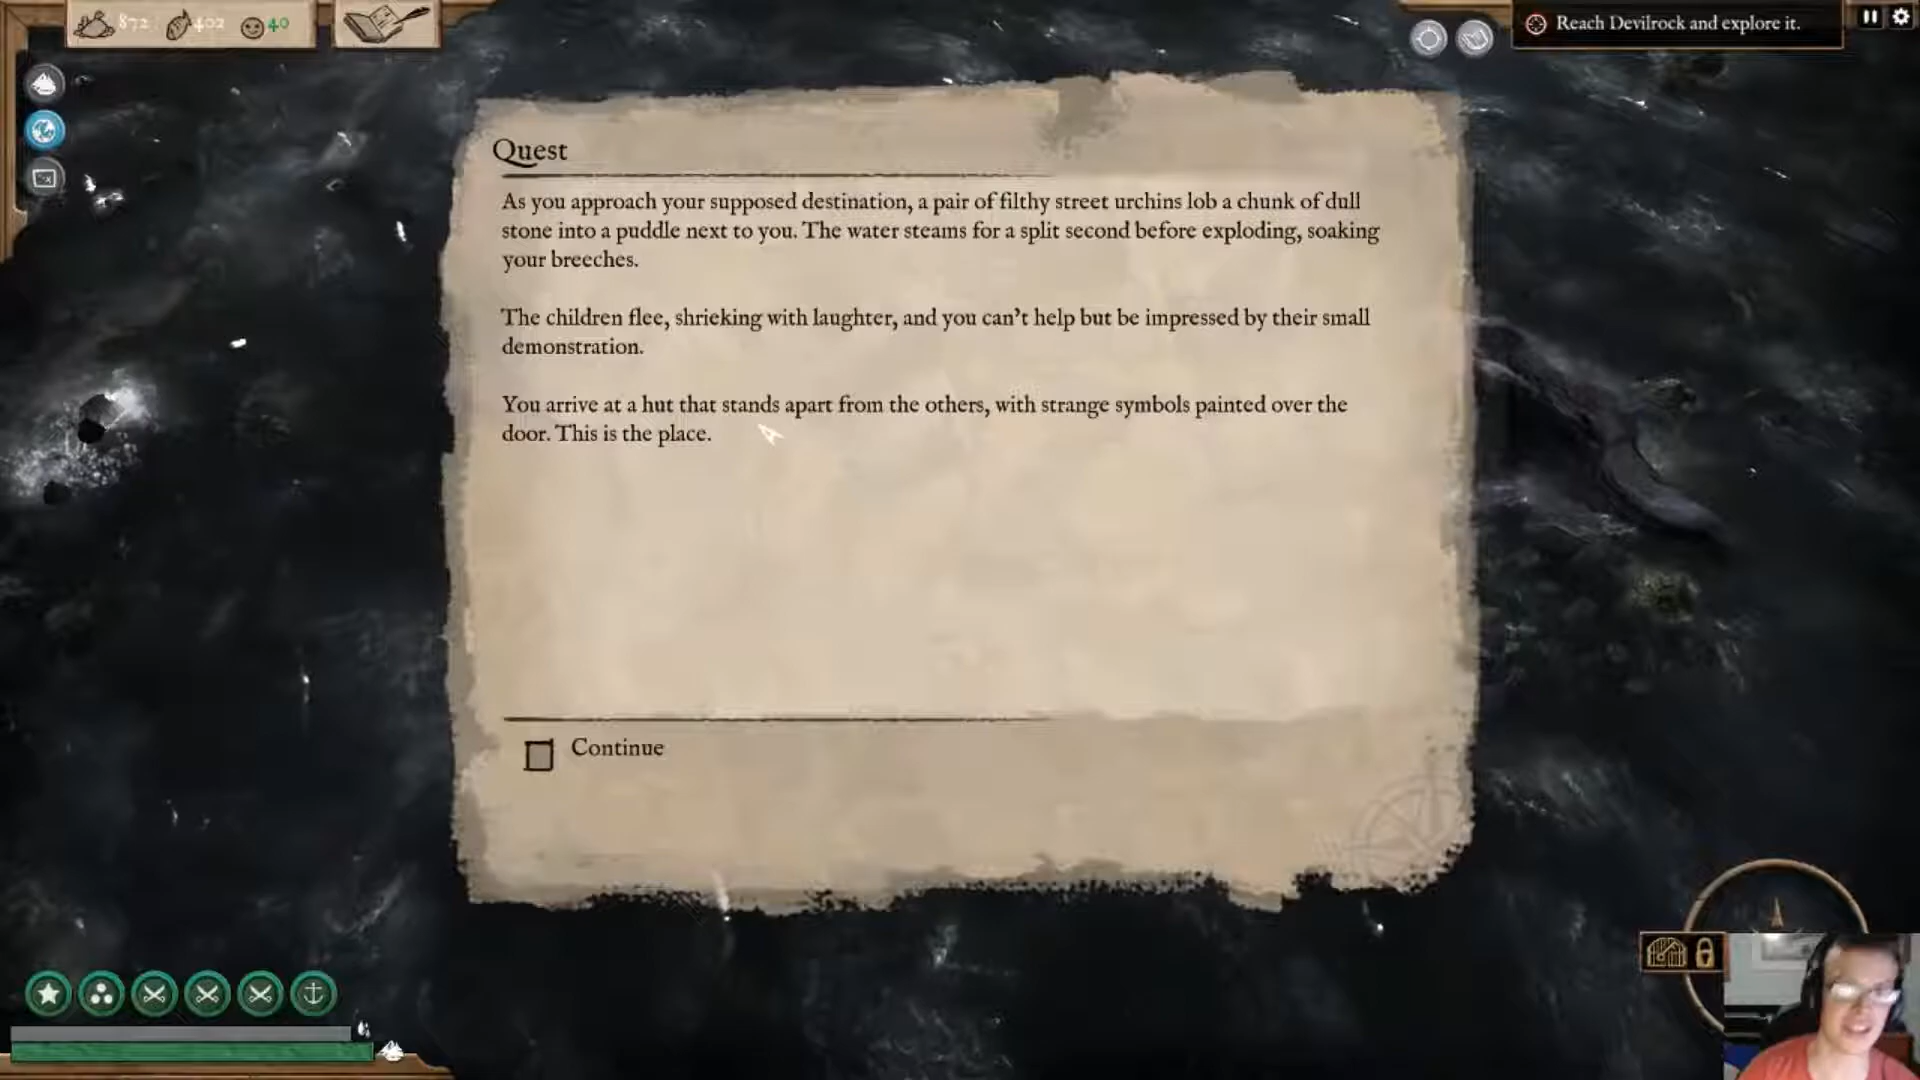 872
402
40
Reach Devilrock and explore it.
Quest
As you approach your supposed destination, a pair of filthy street urchins lob a chunk of dull
stone into a puddle next to you. The water steams for a split second before exploding, soaking
your breeches.
The children flee, shrieking with laughter, and you can't help but be impressed by their small
demonstration.
You arrive at a hut that stands apart from the others, with strange symbols painted over the
door. This is the place.
Continue